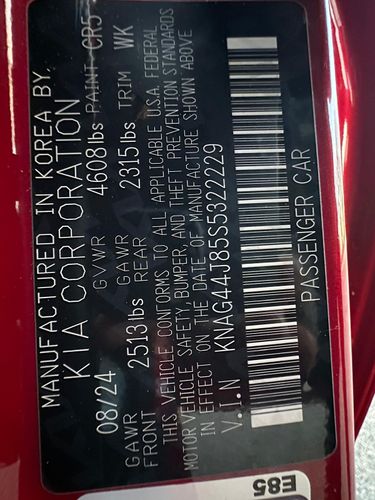 MANUFACTURED IN KOREA BY.
KIA CORPORATION
08/24 GVWR 4608lbs PAINT CR5
GAWR FRONT 2513lbs GAWR REAR 2315lbs TRIM WK
THIS VEHICLE CONFORMS TO ALL APPLICABLE U.S.A. FEDERAL
MOTOR VEHICLE SAFETY, BUMPER, AND THEFT PREVENTION STANDARDS
IN EFFECT ON THE DATE OF MANUFACTURE SHOWN ABOVE
V.I.N KNAG44J85S5322229
PASSENGER CAR
E85